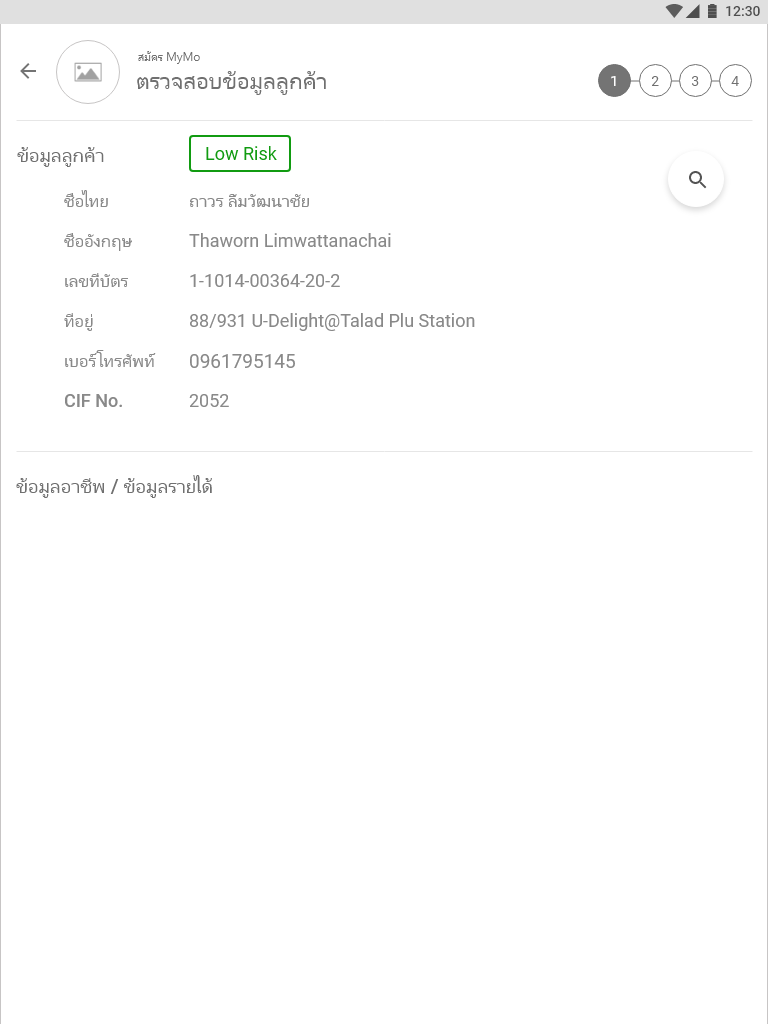 12:30
สมัคร MyMo
ตรวจสอบข้อมูลลูกค้า
1 2 3 4
ข้อมูลลูกค้า Low Risk
ชื่อไทย ถาวร ลิ้มวัฒนาชัย
ชื่ออังกฤษ Thaworn Limwattanachai
เลขที่บัตร 1-1014-00364-20-2
ที่อยู่ 88/931 U-Delight@Talad Plu Station
เบอร์โทรศัพท์ 0961795145
CIF No. 2052
ข้อมูลอาชีพ / ข้อมูลรายได้